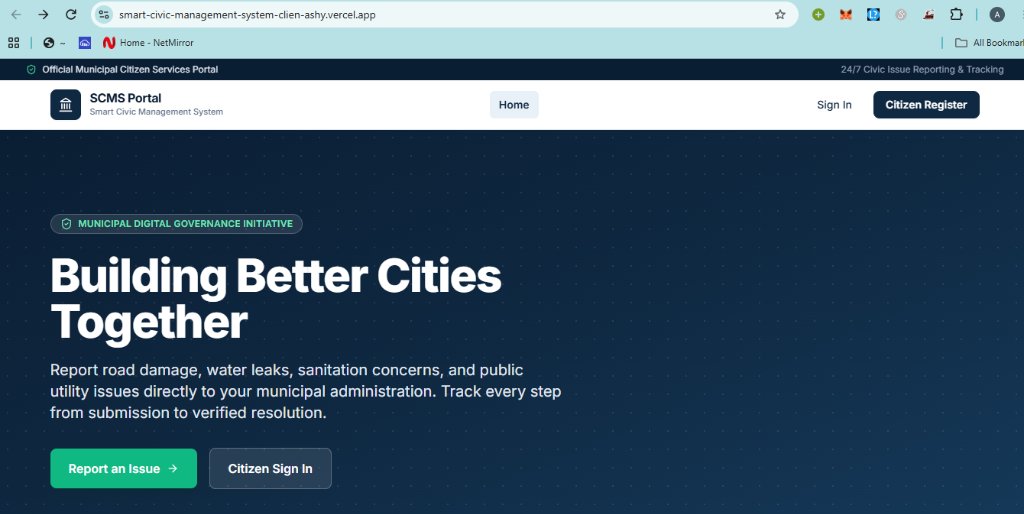 smart-civic-management-system-clien-ashy.vercel.app
A
~
Home - NetMirror
All Bookmar
Official Municipal Citizen Services Portal
24/7 Civic Issue Reporting & Tracking
SCMS Portal
Smart Civic Management System
Home
Sign In
Citizen Register
MUNICIPAL DIGITAL GOVERNANCE INITIATIVE
Building Better Cities
Together
Report road damage, water leaks, sanitation concerns, and public
utility issues directly to your municipal administration. Track every step
from submission to verified resolution.
Report an Issue →
Citizen Sign In